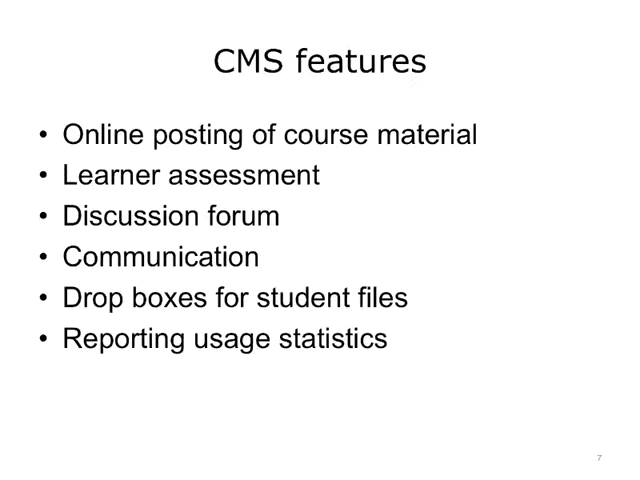 CMS features
• Online posting of course material
• Learner assessment
• Discussion forum
• Communication
• Drop boxes for student files
• Reporting usage statistics
7